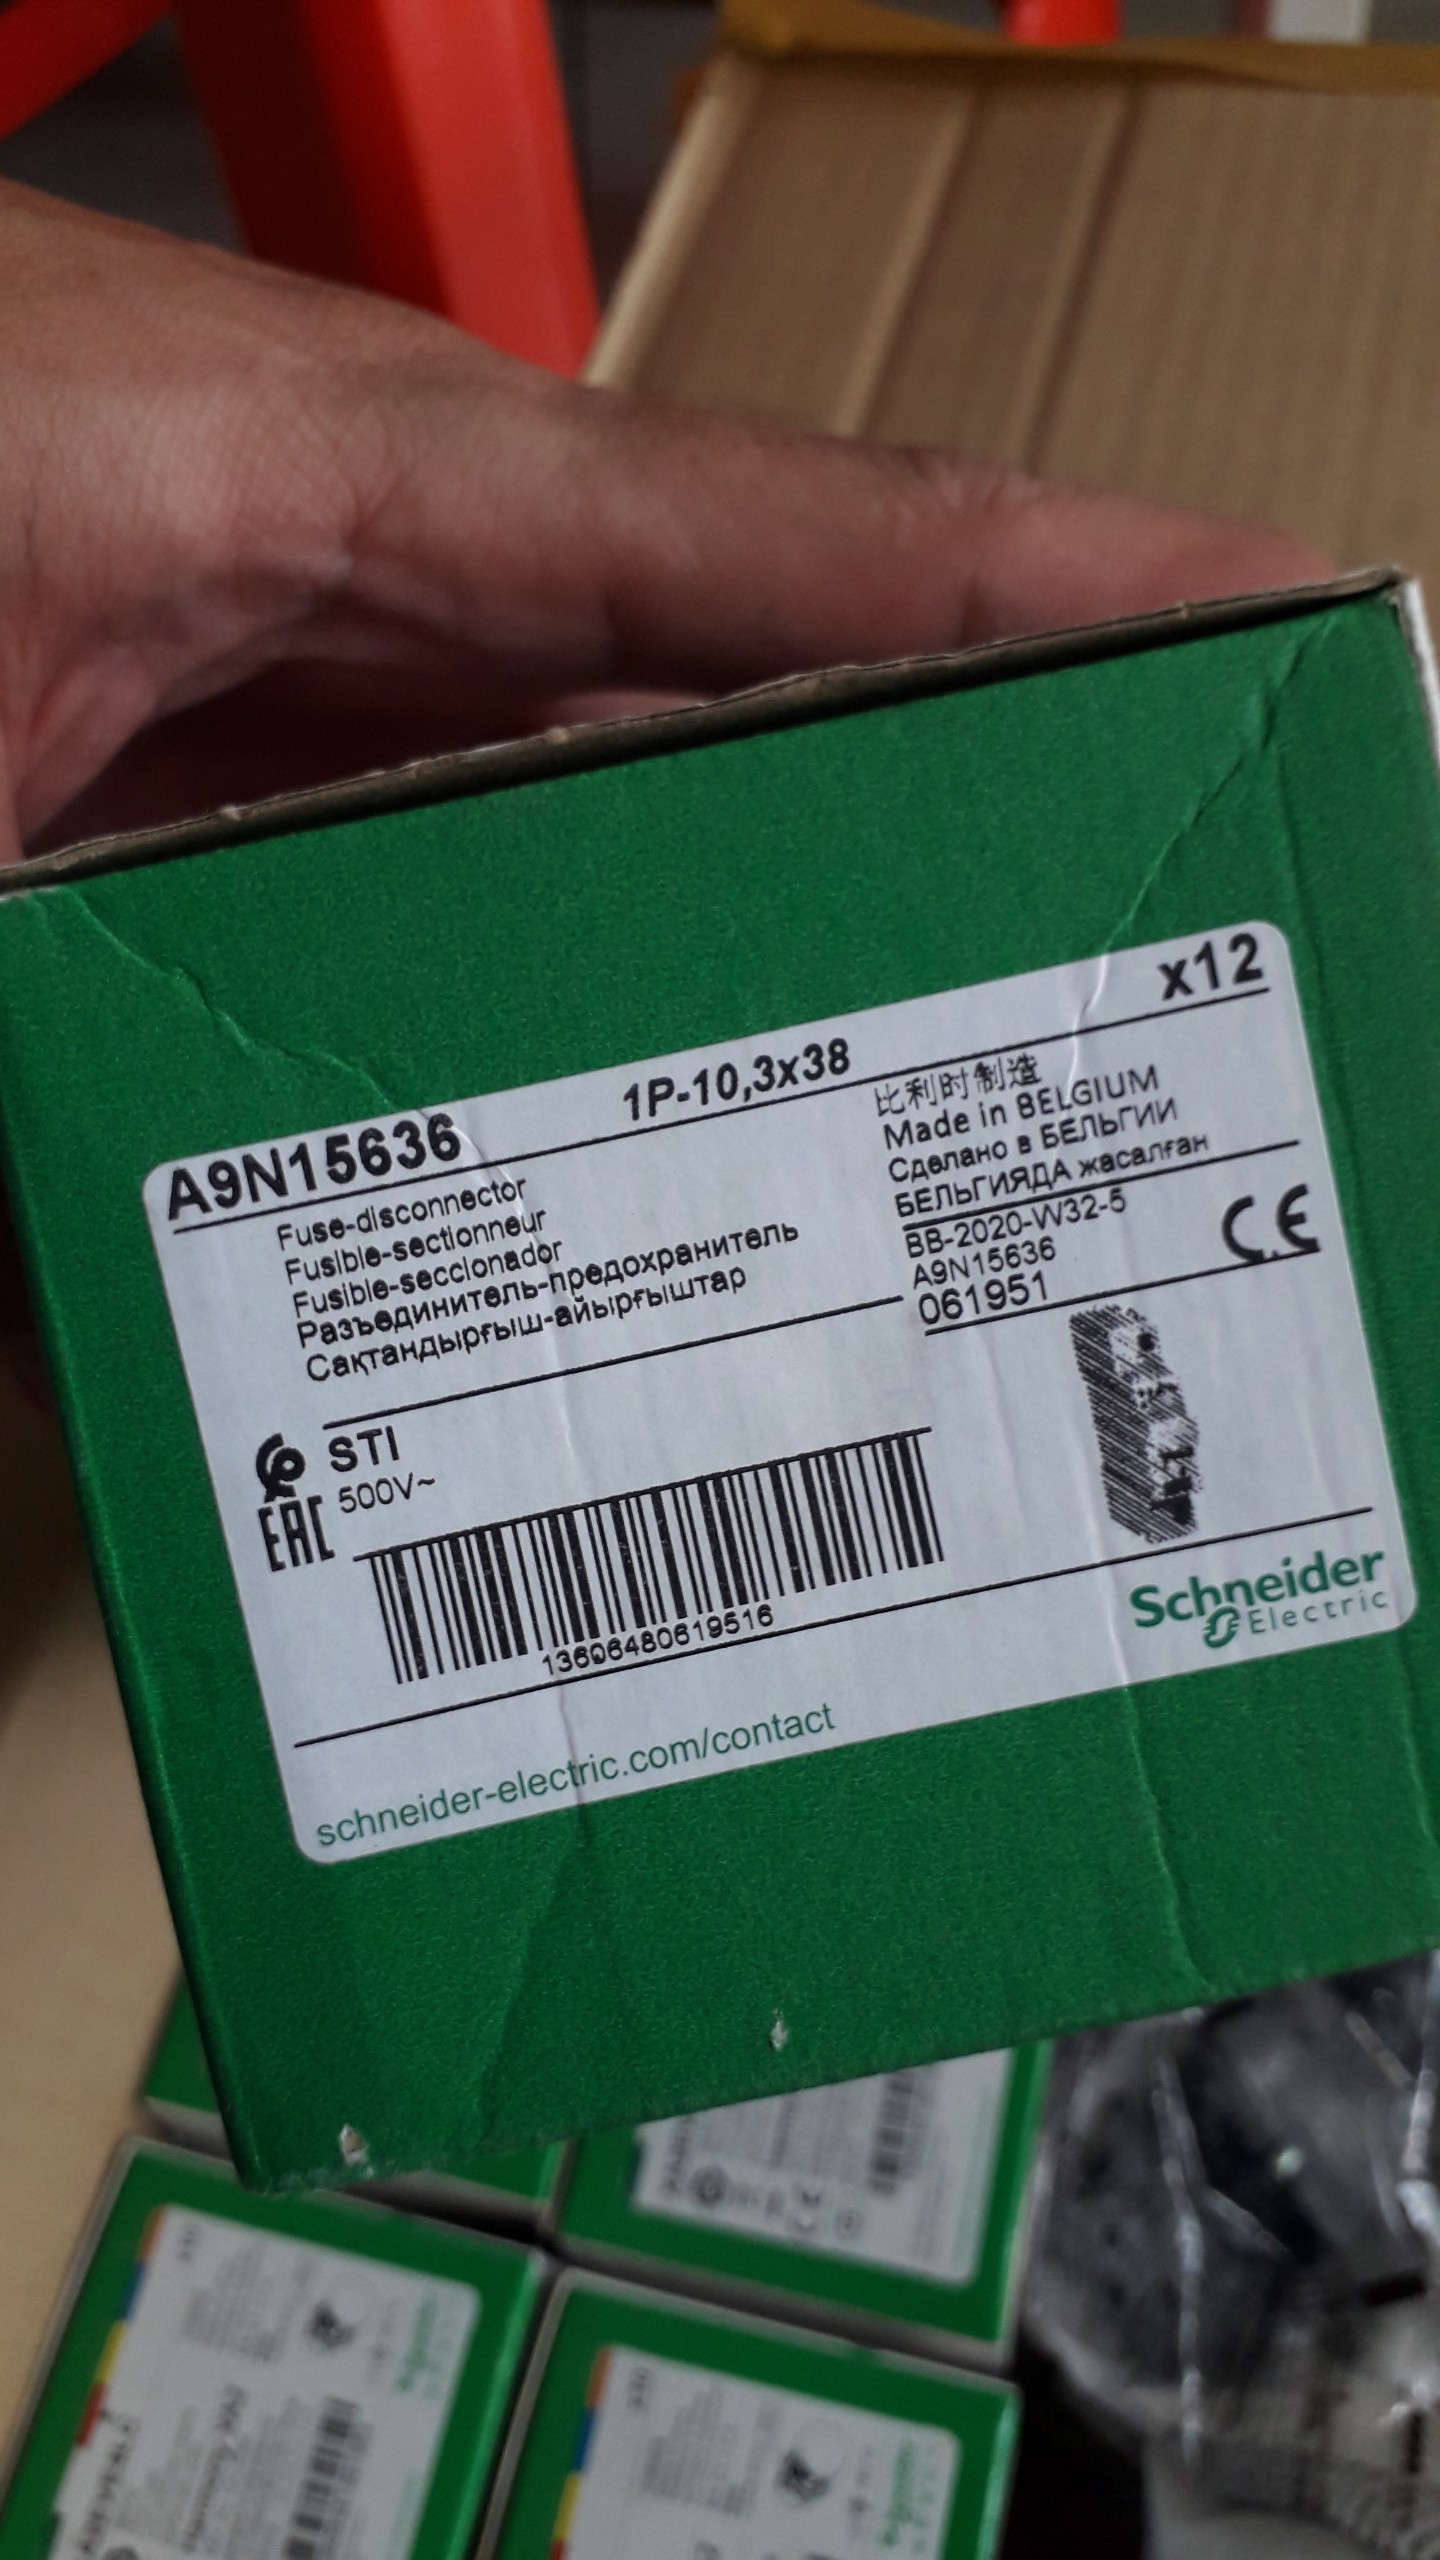 A9N15636 1P-10,3x38 x12
Fuse-disconnector
Fusible-sectionneur
Fusible-seccionador
Разъединитель-предохранитель
Сақтандырғыш-айырғыштар
比利时制造
Made in BELGIUM
Сделано в БЕЛЬГИИ
БЕЛЬГИЯДА жасалған
BB-2020-W32-5
A9N15636
061951
CE
EAC
STI
500V~
13606480619516
Schneider
Electric
schneider-electric.com/contact